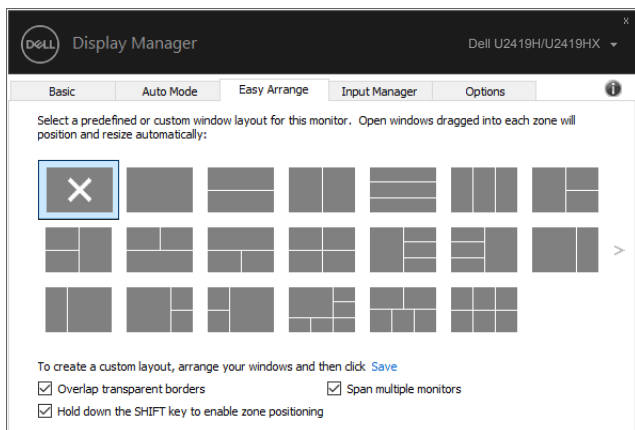 x
DELL Display Manager Dell U2419H/U2419HX
Basic Auto Mode Easy Arrange Input Manager Options
Select a predefined or custom window layout for this monitor. Open windows dragged into each zone will
position and resize automatically:
To create a custom layout, arrange your windows and then click Save
Overlap transparent borders Span multiple monitors
Hold down the SHIFT key to enable zone positioning